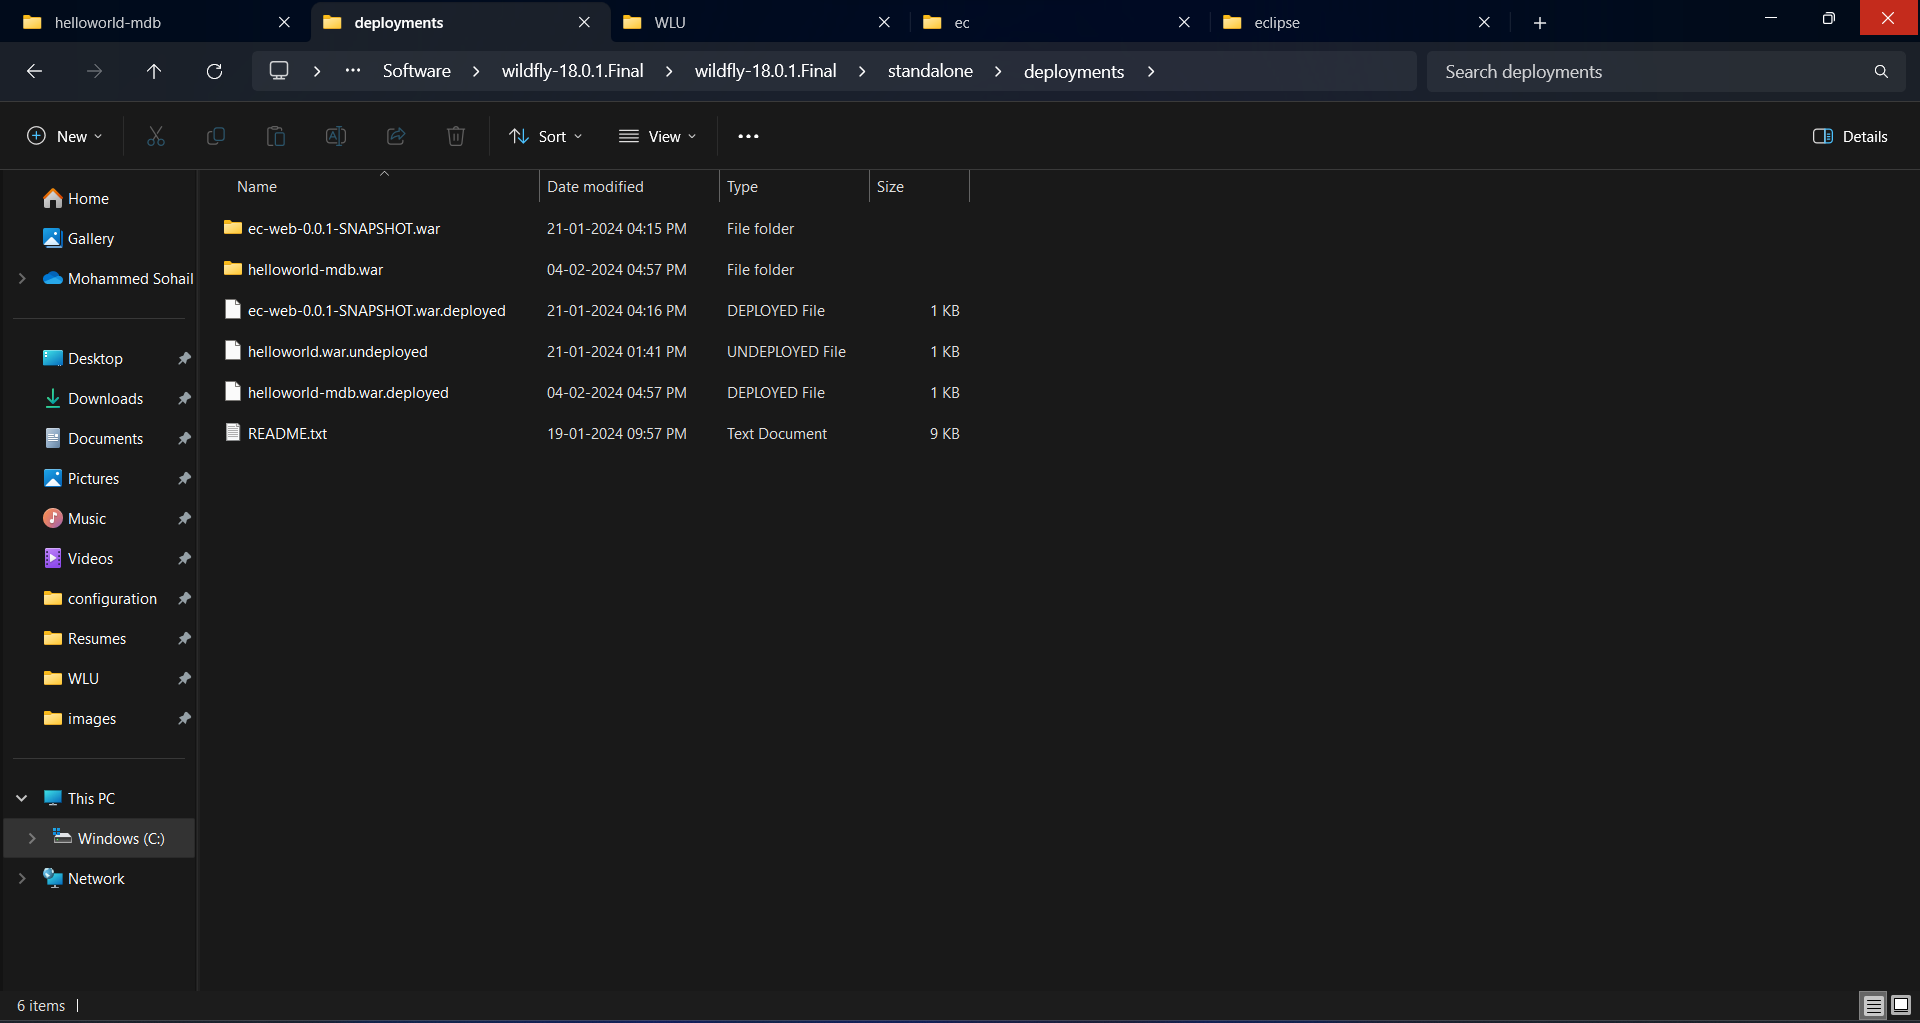 helloworld-mdb
deployments
WLU
ec
eclipse
Software > wildfly-18.0.1.Final > wildfly-18.0.1.Final > standalone > deployments >
Search deployments
New
Sort
View
Details
Name Date modified Type Size
ec-web-0.0.1-SNAPSHOT.war 21-01-2024 04:15 PM File folder
helloworld-mdb.war 04-02-2024 04:57 PM File folder
ec-web-0.0.1-SNAPSHOT.war.deployed 21-01-2024 04:16 PM DEPLOYED File 1 KB
helloworld.war.undeployed 21-01-2024 01:41 PM UNDEPLOYED File 1 KB
helloworld-mdb.war.deployed 04-02-2024 04:57 PM DEPLOYED File 1 KB
README.txt 19-01-2024 09:57 PM Text Document 9 KB
Home
Gallery
Mohammed Sohail
Desktop
Downloads
Documents
Pictures
Music
Videos
configuration
Resumes
WLU
images
This PC
Windows (C:)
Network
6 items